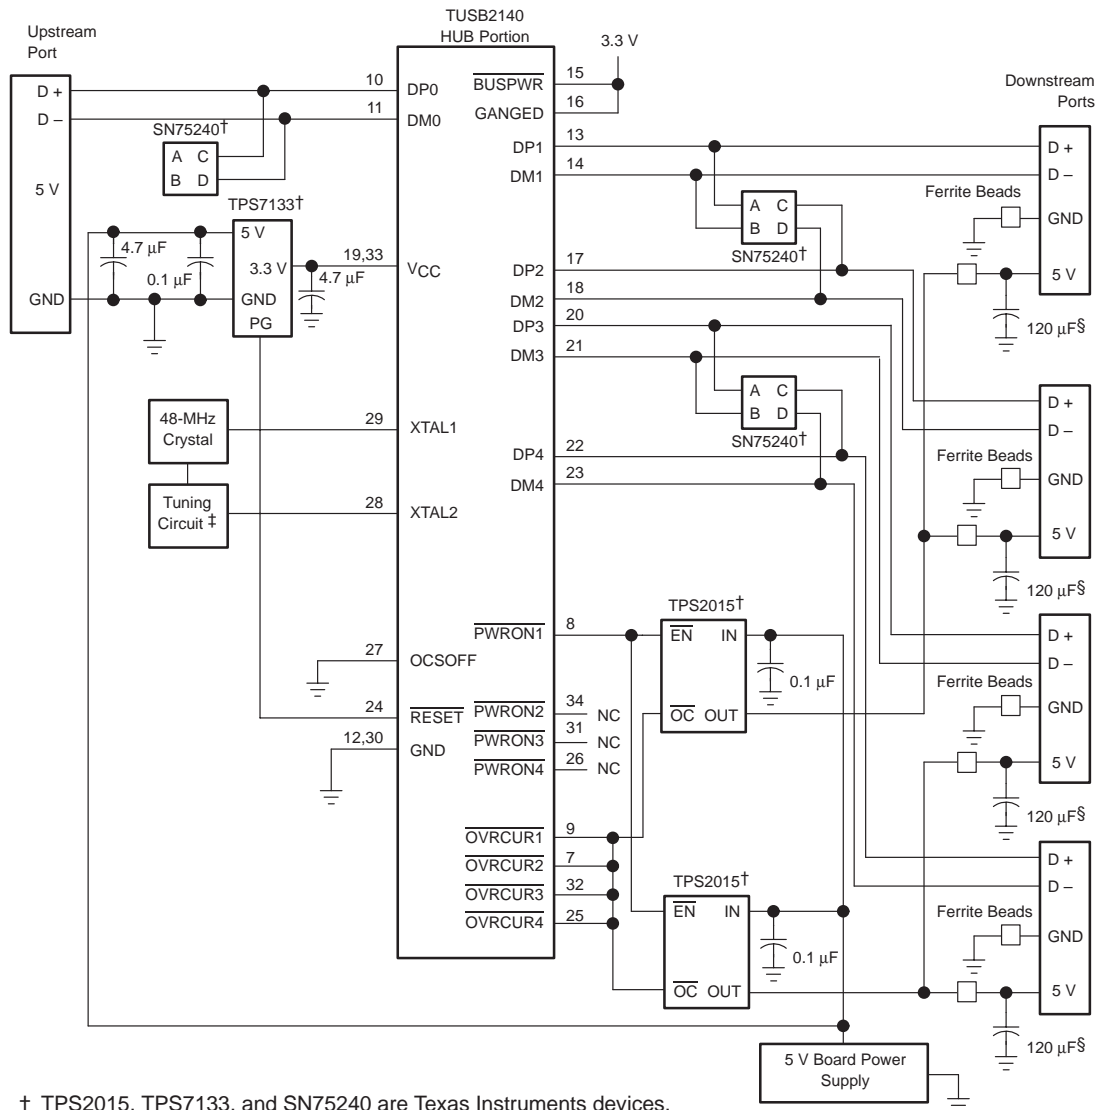 TUSB2140
HUB Portion
Upstream
Port
3.3 V
Downstream
Ports
D +
D –
5 V
GND
10
11
DP0
DM0
SN75240†
A C
B D
TPS7133†
5 V
3.3 V
GND
PG
4.7 μF
0.1 μF
4.7 μF
19,33
VCC
48-MHz
Crystal
Tuning
Circuit ‡
29
XTAL1
28
XTAL2
27
OCSOFF
24
RESET
12,30
GND
BUSPWR
15
GANGED
16
DP1
13
DM1
14
DP2
17
DM2
18
DP3
20
DM3
21
DP4
22
DM4
23
PWRON1
8
PWRON2
34
NC
PWRON3
31
NC
PWRON4
26
NC
OVRCUR1
9
OVRCUR2
7
OVRCUR3
32
OVRCUR4
25
A C
B D
SN75240†
A C
B D
SN75240†
TPS2015†
EN IN
OC OUT
0.1 μF
TPS2015†
EN IN
OC OUT
0.1 μF
5 V Board Power
Supply
D +
D –
Ferrite Beads
GND
5 V
120 μF§
D +
D –
Ferrite Beads
GND
5 V
120 μF§
D +
D –
Ferrite Beads
GND
5 V
120 μF§
D +
D –
Ferrite Beads
GND
5 V
120 μF§
† TPS2015, TPS7133, and SN75240 are Texas Instruments devices.